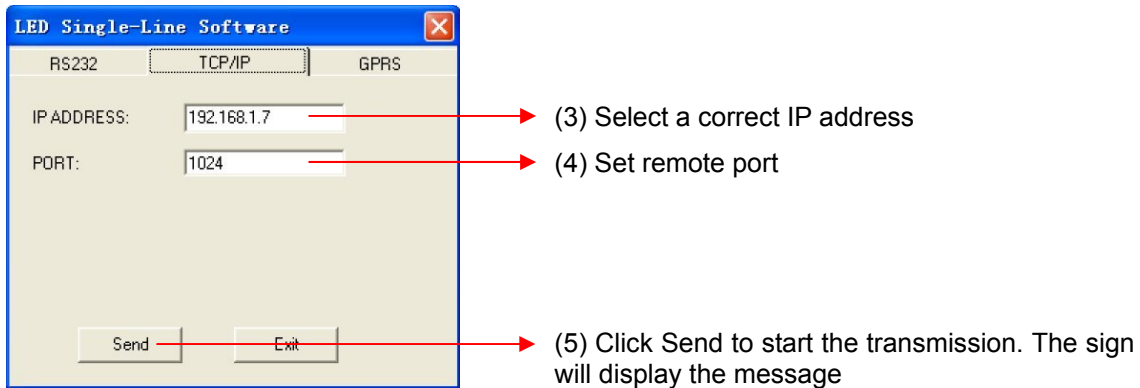 LED Single-Line Software
RS232 TCP/IP GPRS
IP ADDRESS: 192.168.1.7 (3) Select a correct IP address
PORT: 1024 (4) Set remote port
Send Exit (5) Click Send to start the transmission. The sign
will display the message